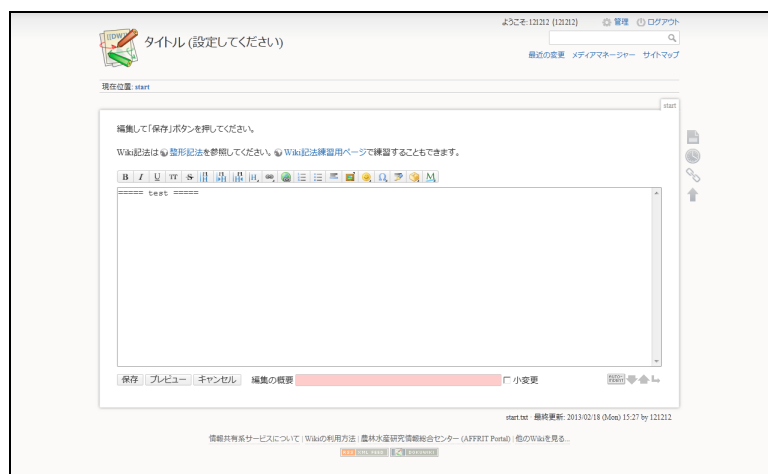 ようこそ:121212 (121212) 管理 ログアウト
タイトル (設定してください)
最近の変更 メディアマネージャー サイトマップ
現在位置: start
start
編集して「保存」ボタンを押してください。
Wiki記法は 整形記法を参照してください。 Wiki記法練習用ページで練習することもできます。
B I U TT S
===== test =====
保存 プレビュー キャンセル 編集の概要 小変更
start.txt · 最終更新: 2013/02/18 (Mon) 15:27 by 121212
情報共有系サービスについて | Wikiの利用方法 | 農林水産研究情報総合センター (AFFRIT Portal) | 他のWikiを見る...